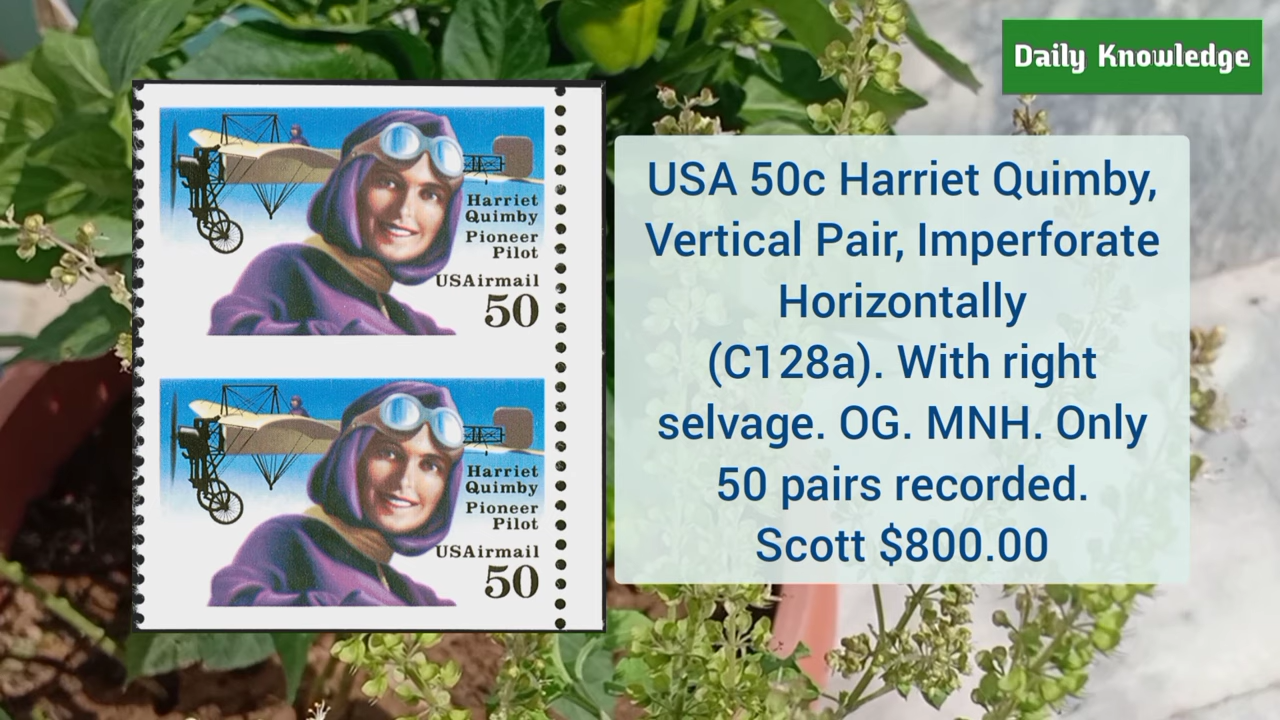 Daily Knowledge
Harriet
Quimby
Pioneer
Pilot
USAirmail
50
Harriet
Quimby
Pioneer
Pilot
USAirmail
50
USA 50c Harriet Quimby,
Vertical Pair, Imperforate
Horizontally
(C128a). With right
selvage. OG. MNH. Only
50 pairs recorded.
Scott $800.00